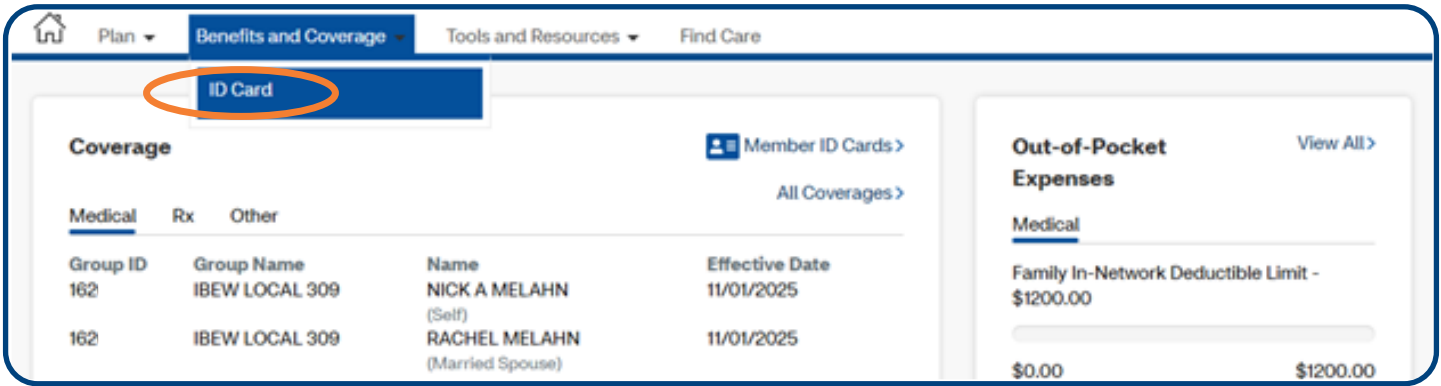 Plan Benefits and Coverage Tools and Resources Find Care
ID Card
Coverage
Member ID Cards >
All Coverages >
Medical Rx Other
Group ID Group Name Name Effective Date
162 IBEW LOCAL 309 NICK A MELAHN 11/01/2025
(Self)
162 IBEW LOCAL 309 RACHEL MELAHN 11/01/2025
(Married Spouse)
Out-of-Pocket
Expenses
View All >
Medical
Family In-Network Deductible Limit -
$1200.00
$0.00 $1200.00